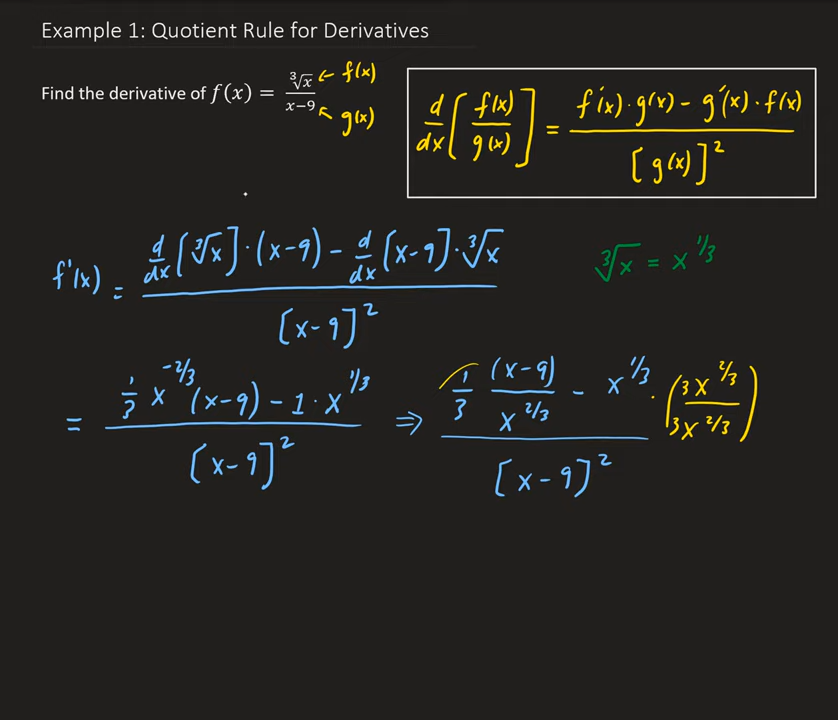 Example 1: Quotient Rule for Derivatives
Find the derivative of f(x) = ∛x / (x−9)
← f(x)
↖ g(x)
d/dx [ f(x) / g(x) ] = ( f'(x) · g(x) − g'(x) · f(x) ) / [ g(x) ]²
f'(x) = ( d/dx [∛x] · (x−9) − d/dx [x−9] · ∛x ) / [x−9]²
∛x = x^1/3
= ( 1/3 x^−2/3 (x−9) − 1 · x^1/3 ) / [x−9]² ⇒ ( 1/3 (x−9)/x^2/3 − x^1/3 ) / [x−9]² · ( 3x^2/3 / 3x^2/3 )